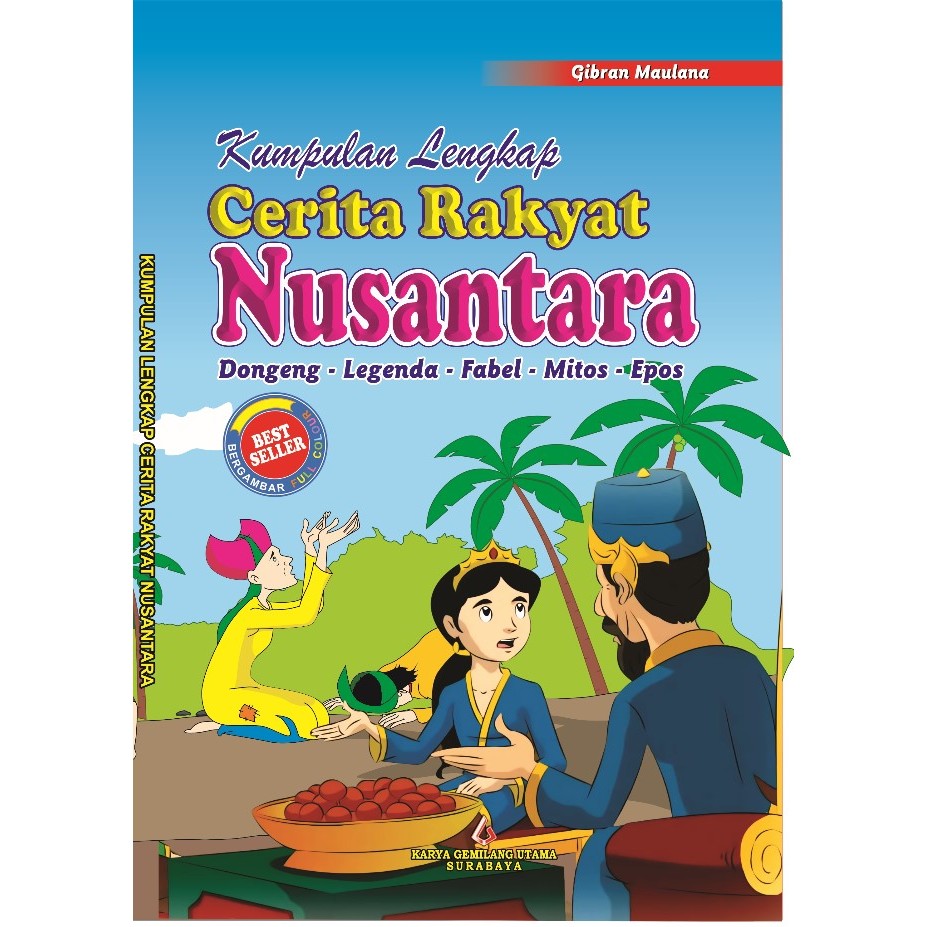 Gibran Maulana
Kumpulan Lengkap
Cerita Rakyat
Nusantara
Dongeng - Legenda - Fabel - Mitos - Epos
BEST
SELLER
BERGAMBAR FULL COLOUR
KUMPULAN LENGKAP CERITA RAKYAT NUSANTARA
KARYA GEMILANG UTAMA
SURABAYA